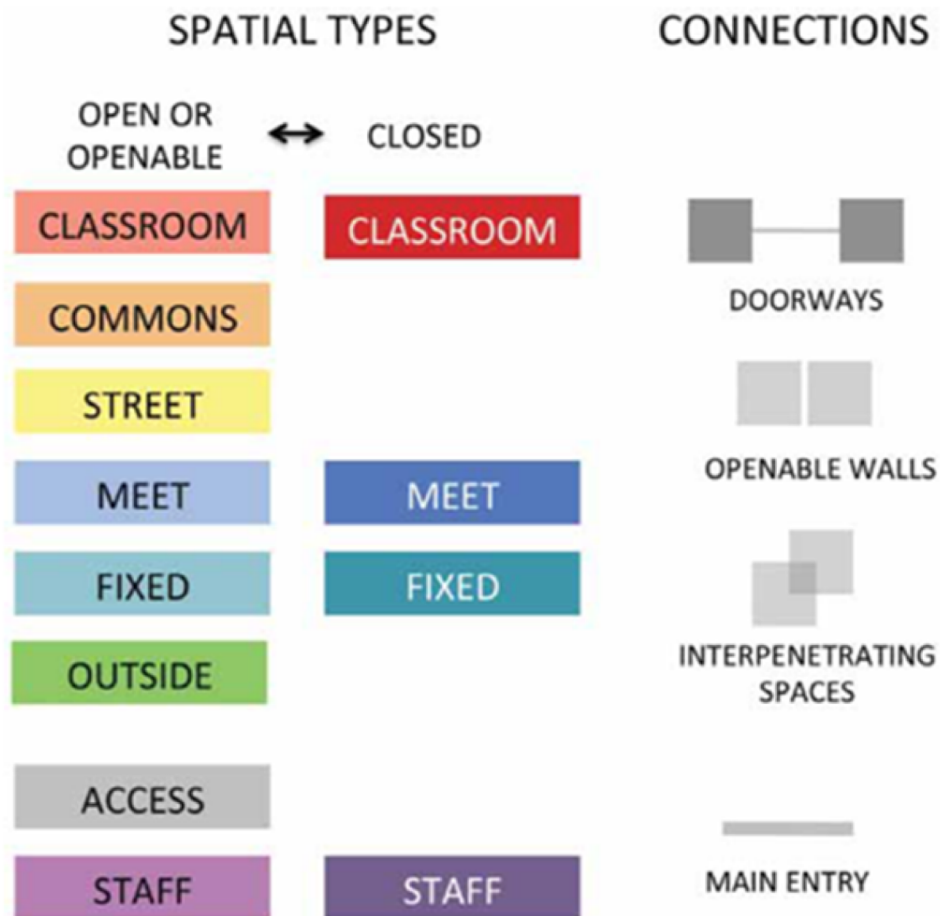 SPATIAL TYPES
CONNECTIONS
OPEN OR
OPENABLE
CLOSED
CLASSROOM
CLASSROOM
DOORWAYS
COMMONS
STREET
OPENABLE WALLS
MEET
MEET
FIXED
FIXED
INTERPENETRATING
SPACES
OUTSIDE
ACCESS
STAFF
STAFF
MAIN ENTRY